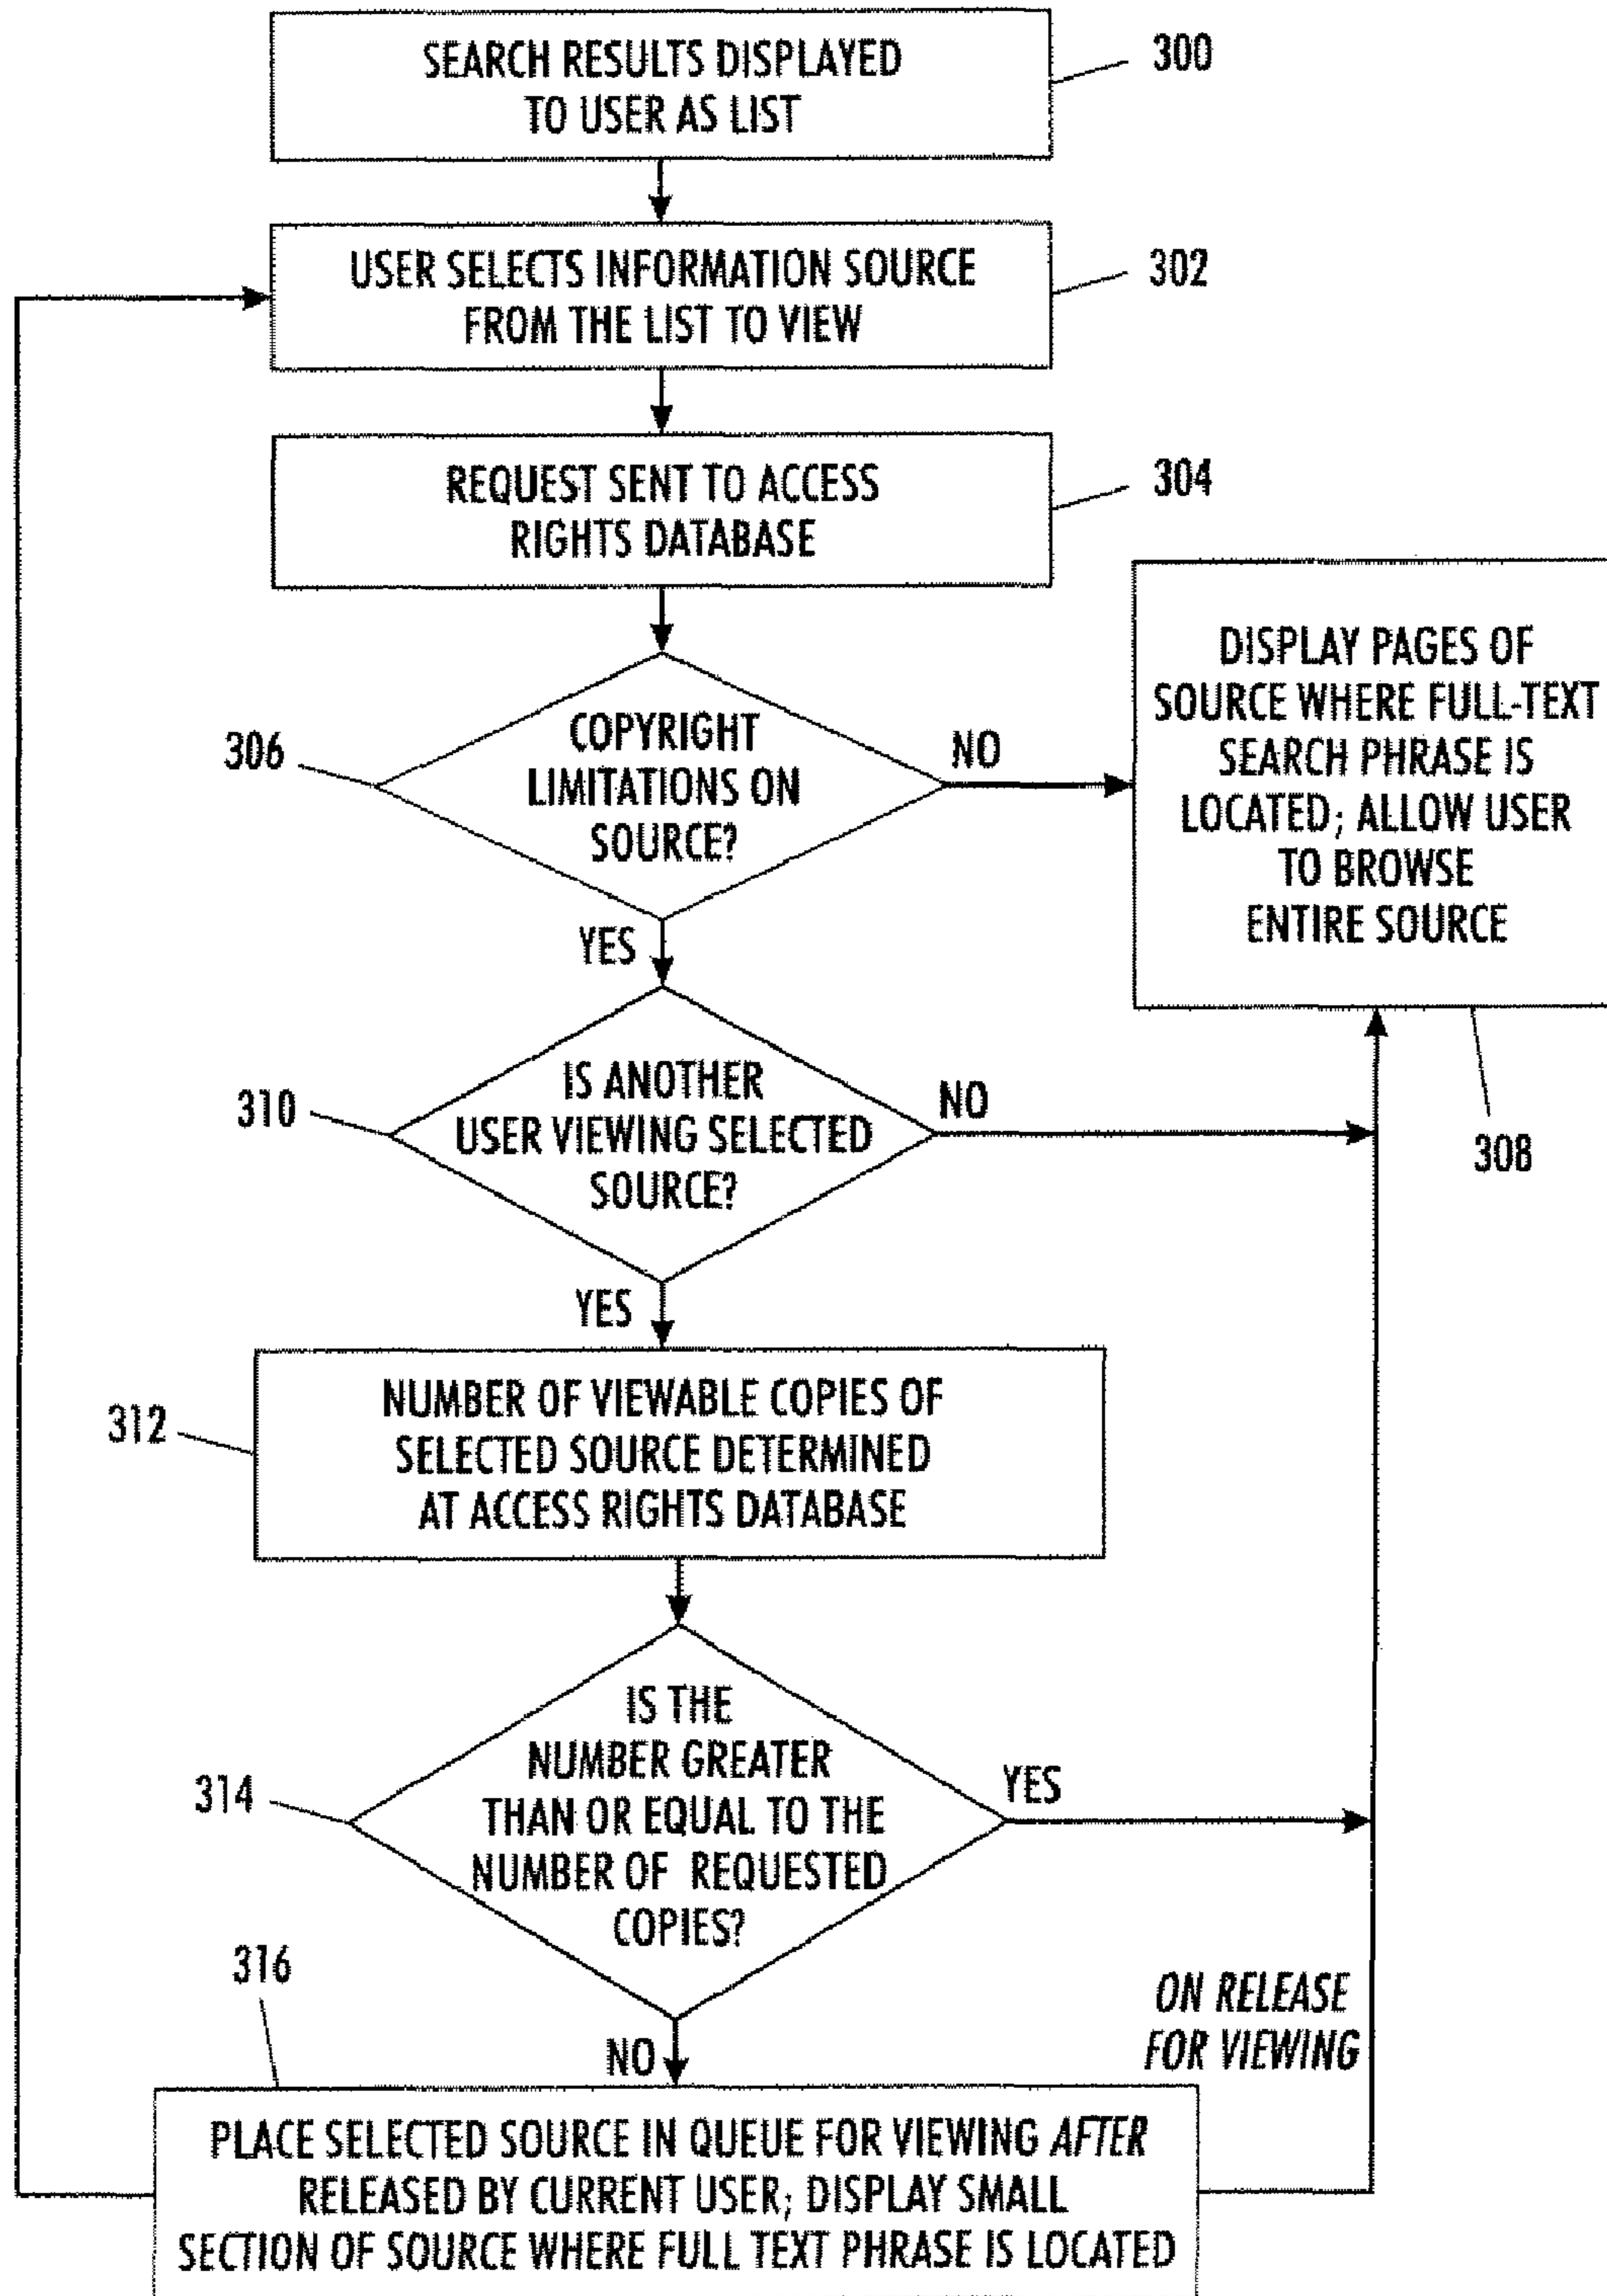 SEARCH RESULTS DISPLAYED
TO USER AS LIST
300
USER SELECTS INFORMATION SOURCE
FROM THE LIST TO VIEW
302
REQUEST SENT TO ACCESS
RIGHTS DATABASE
304
306
COPYRIGHT
LIMITATIONS ON
SOURCE?
NO
YES
DISPLAY PAGES OF
SOURCE WHERE FULL-TEXT
SEARCH PHRASE IS
LOCATED; ALLOW USER
TO BROWSE
ENTIRE SOURCE
308
310
IS ANOTHER
USER VIEWING SELECTED
SOURCE?
NO
YES
312
NUMBER OF VIEWABLE COPIES OF
SELECTED SOURCE DETERMINED
AT ACCESS RIGHTS DATABASE
314
IS THE
NUMBER GREATER
THAN OR EQUAL TO THE
NUMBER OF REQUESTED
COPIES?
YES
NO
316
ON RELEASE
FOR VIEWING
PLACE SELECTED SOURCE IN QUEUE FOR VIEWING AFTER
RELEASED BY CURRENT USER; DISPLAY SMALL
SECTION OF SOURCE WHERE FULL TEXT PHRASE IS LOCATED